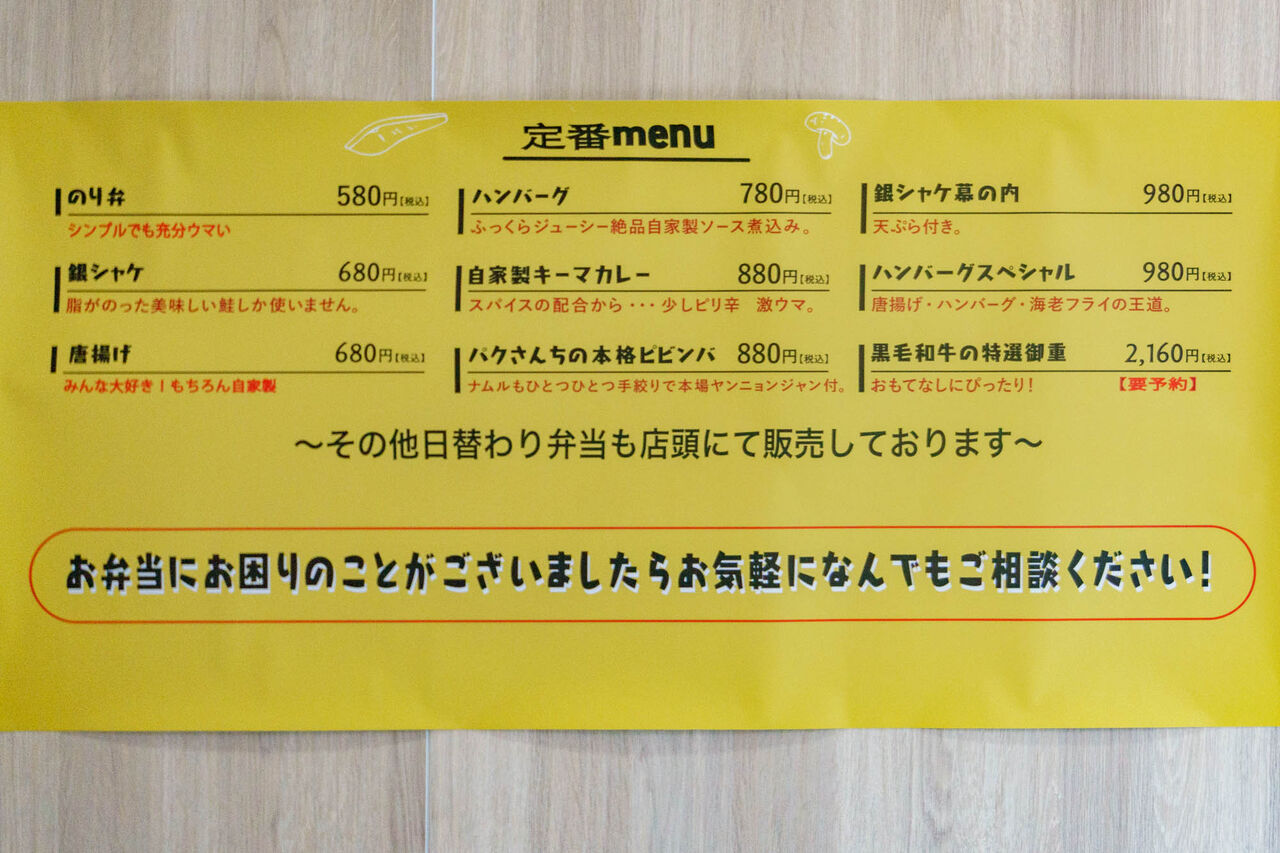 定番menu
のり弁 580円【税込】
シンプルでも充分ウマい
銀シャケ 680円【税込】
脂がのった美味しい鮭しか使いません。
唐揚げ 680円【税込】
みんな大好き！もちろん自家製
ハンバーグ 780円【税込】
ふっくらジューシー絶品自家製ソース煮込み。
自家製キーマカレー 880円【税込】
スパイスの配合から・・・少しピリ辛　激ウマ。
パクさんちの本格ビビンバ 880円【税込】
ナムルもひとつひとつ手絞りで本場ヤンニョンジャン付。
銀シャケ幕の内 980円【税込】
天ぷら付き。
ハンバーグスペシャル 980円【税込】
唐揚げ・ハンバーグ・海老フライの王道。
黒毛和牛の特選御重 2,160円【税込】
おもてなしにぴったり！ 【要予約】
〜その他日替わり弁当も店頭にて販売しております〜
お弁当にお困りのことがございましたらお気軽になんでもご相談ください！